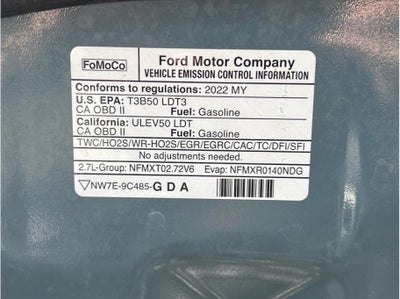 FoMoCo
Ford Motor Company
VEHICLE EMISSION CONTROL INFORMATION
Conforms to regulations: 2022 MY
U.S. EPA: T3B50 LDT3
CA OBD II Fuel: Gasoline
California: ULEV50 LDT
CA OBD II Fuel: Gasoline
TWC/HO2S/WR-HO2S/EGR/EGRC/CAC/TC/DFI/SFI
No adjustments needed.
2.7L-Group: NFMXT02.72V6 Evap: NFMXR0140NDG
NW7E-9C485-G D A